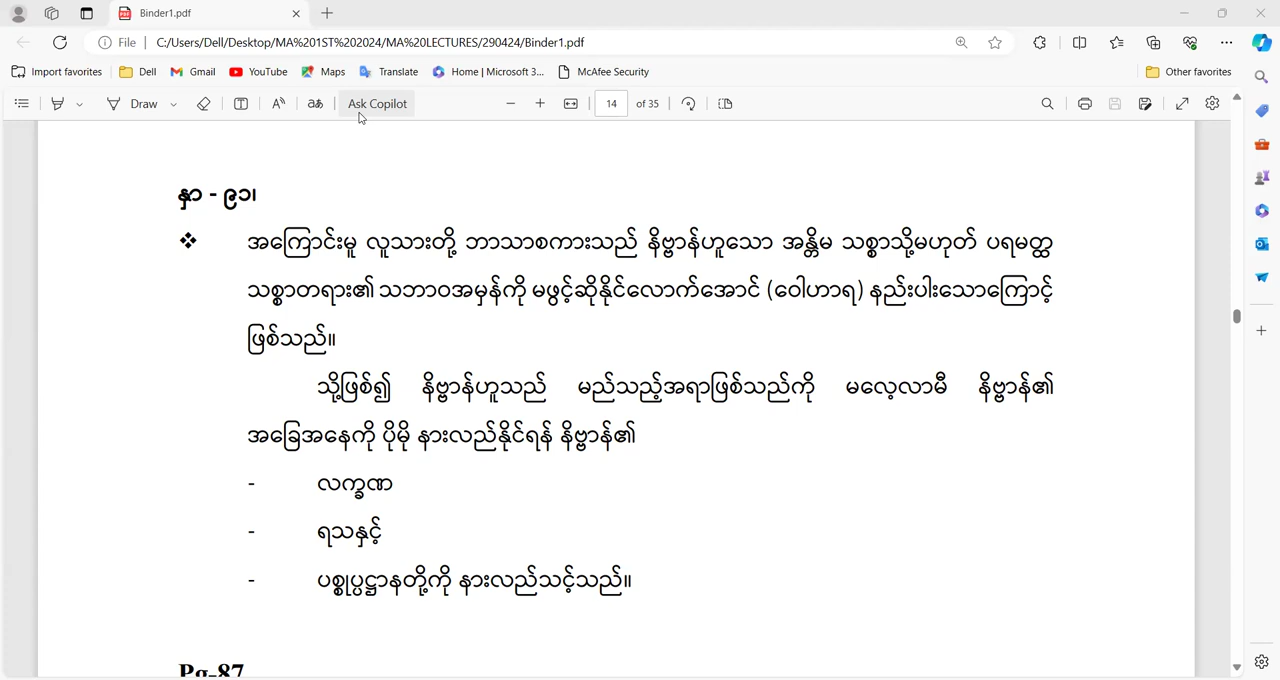 Binder1.pdf
File
C:/Users/Dell/Desktop/MA%201ST%202024/MA%20LECTURES/290424/Binder1.pdf
Import favorites Dell Gmail YouTube Maps Translate Home | Microsoft 3... McAfee Security Other favorites
Draw Ask Copilot 14 of 35
နှာ - ၉၁၊
အကြောင်းမူ လူသားတို့ ဘာသာစကားသည် နိဗ္ဗာန်ဟူသော အန္တိမ သစ္စာသို့မဟုတ် ပရမတ္ထ
သစ္စာတရား၏ သဘာဝအမှန်ကို မဖွင့်ဆိုနိုင်လောက်အောင် (ဝေါဟာရ) နည်းပါးသောကြောင့်
ဖြစ်သည်။
သို့ဖြစ်၍ နိဗ္ဗာန်ဟူသည် မည်သည့်အရာဖြစ်သည်ကို မလေ့လာမီ နိဗ္ဗာန်၏
အခြေအနေကို ပိုမို နားလည်နိုင်ရန် နိဗ္ဗာန်၏
- လက္ခဏ
- ရသနှင့်
- ပစ္စုပ္ပဋ္ဌာနတို့ကို နားလည်သင့်သည်။
Pg-87